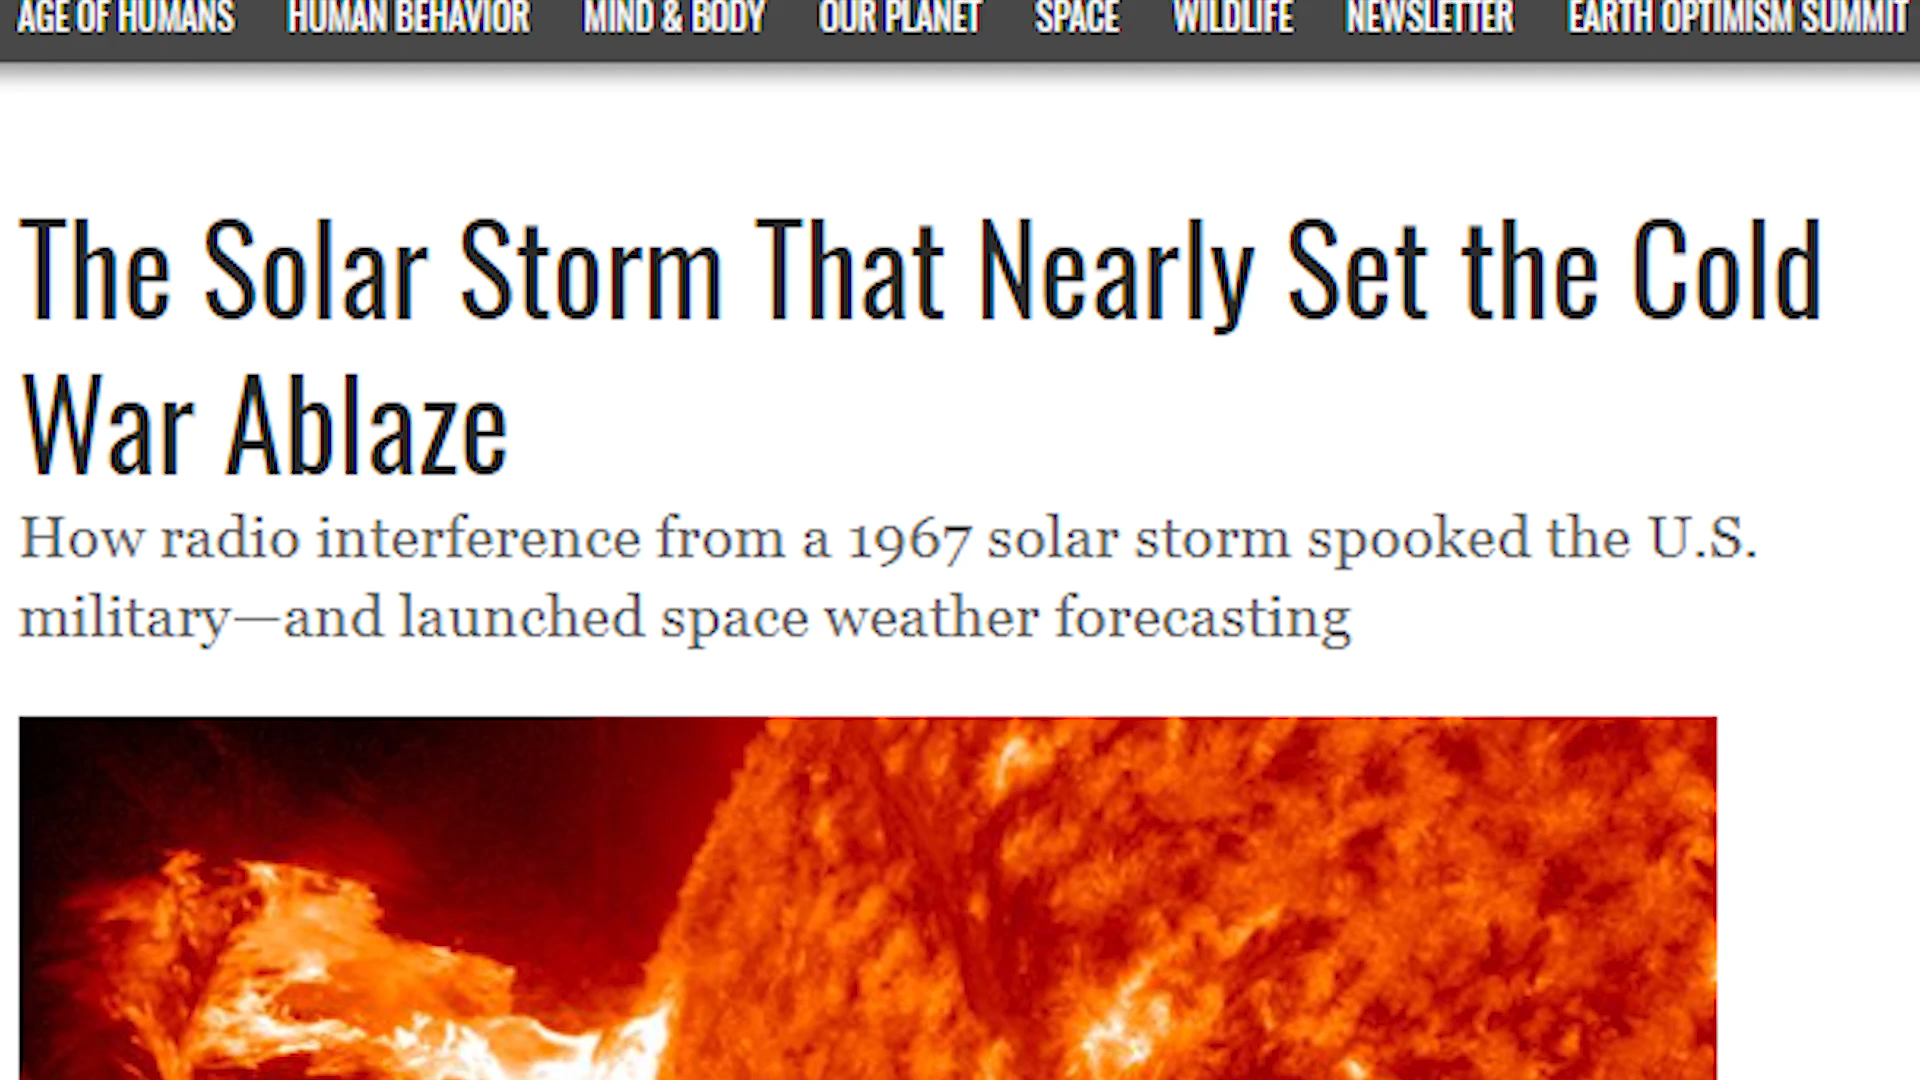 AGE OF HUMANS HUMAN BEHAVIOR MIND & BODY OUR PLANET SPACE WILDLIFE NEWSLETTER EARTH OPTIMISM SUMMIT
The Solar Storm That Nearly Set the Cold
War Ablaze
How radio interference from a 1967 solar storm spooked the U.S.
military—and launched space weather forecasting